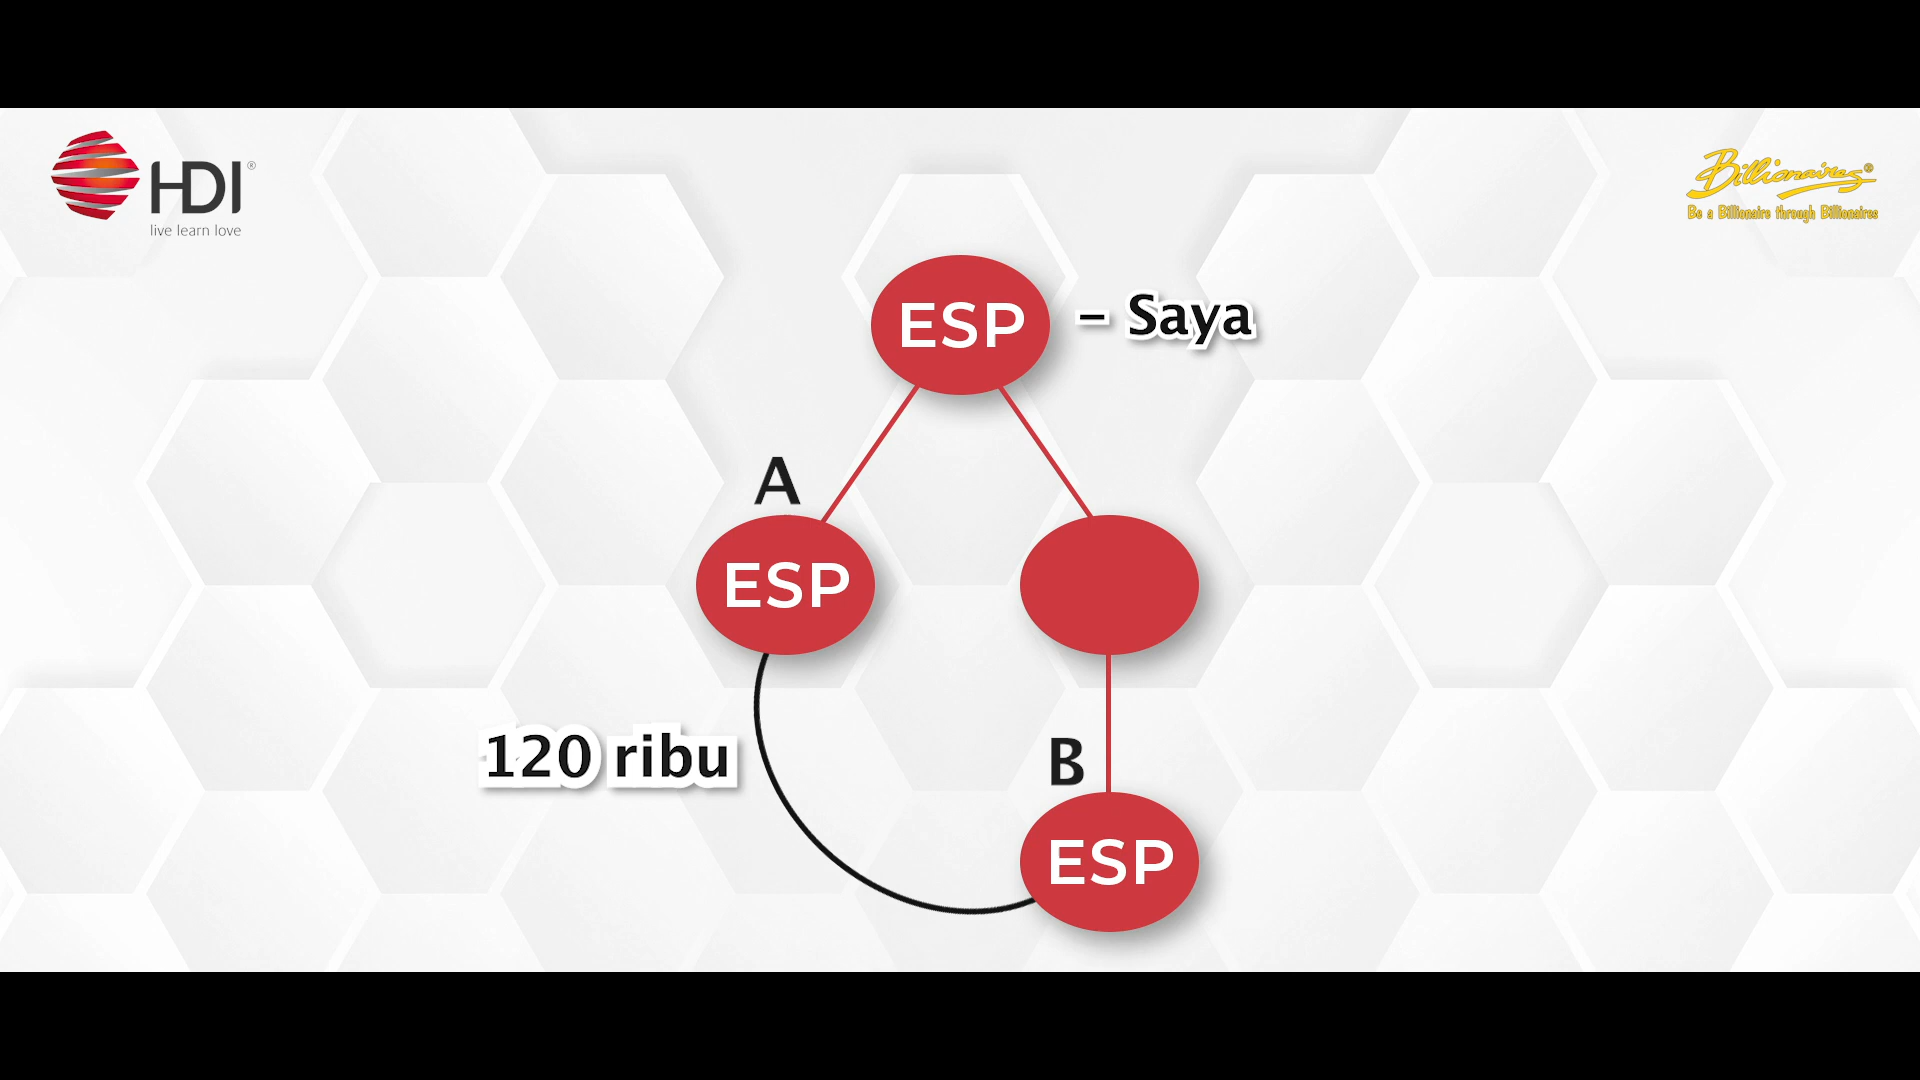 HDI®
live learn love
Billionaires®
Be a Billionaire through Billionaires
ESP
- Saya
A
ESP
120 ribu
B
ESP